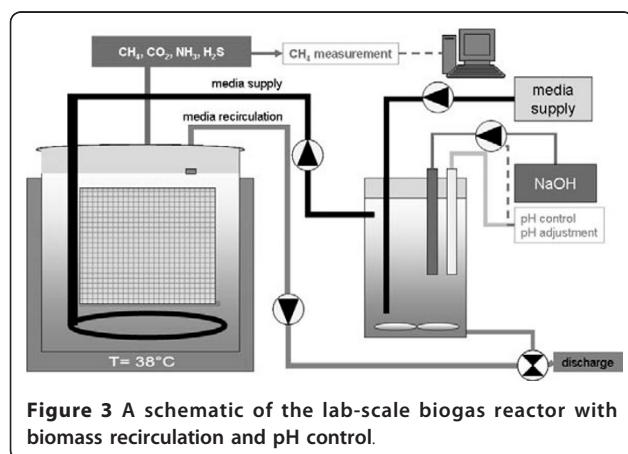 CH₄, CO₂, NH₃, H₂S
CH₄ measurement
media supply
media recirculation
media
supply
NaOH
pH control
pH adjustment
T= 38°C
discharge
Figure 3 A schematic of the lab-scale biogas reactor with
biomass recirculation and pH control.